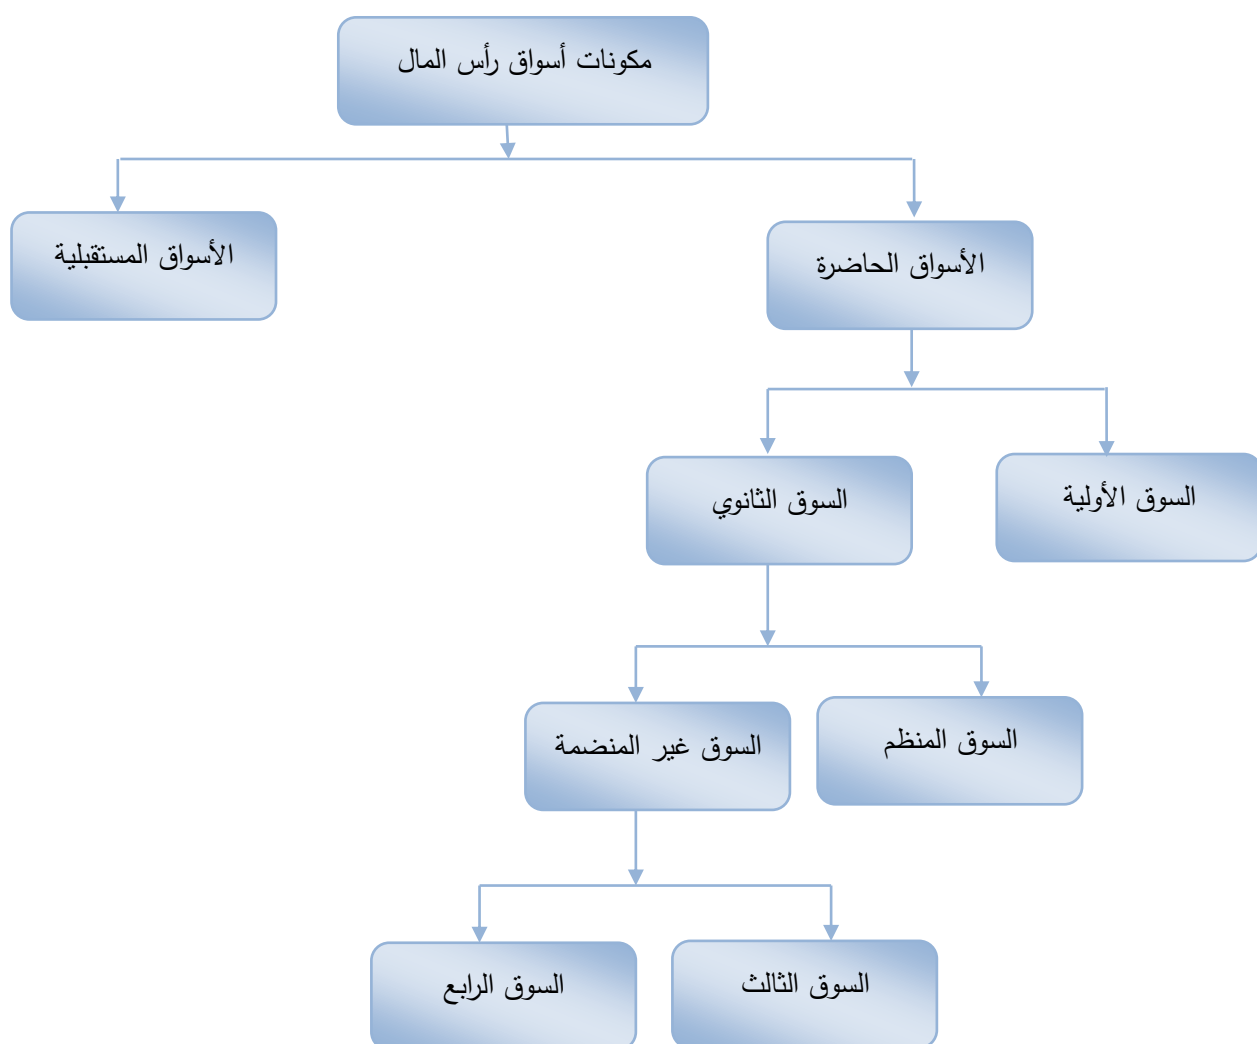 مكونات أسواق رأس المال
الأسواق الحاضرة
الأسواق المستقبلية
السوق الأولية
السوق الثانوي
السوق المنظم
السوق غير المنضمة
السوق الثالث
السوق الرابع